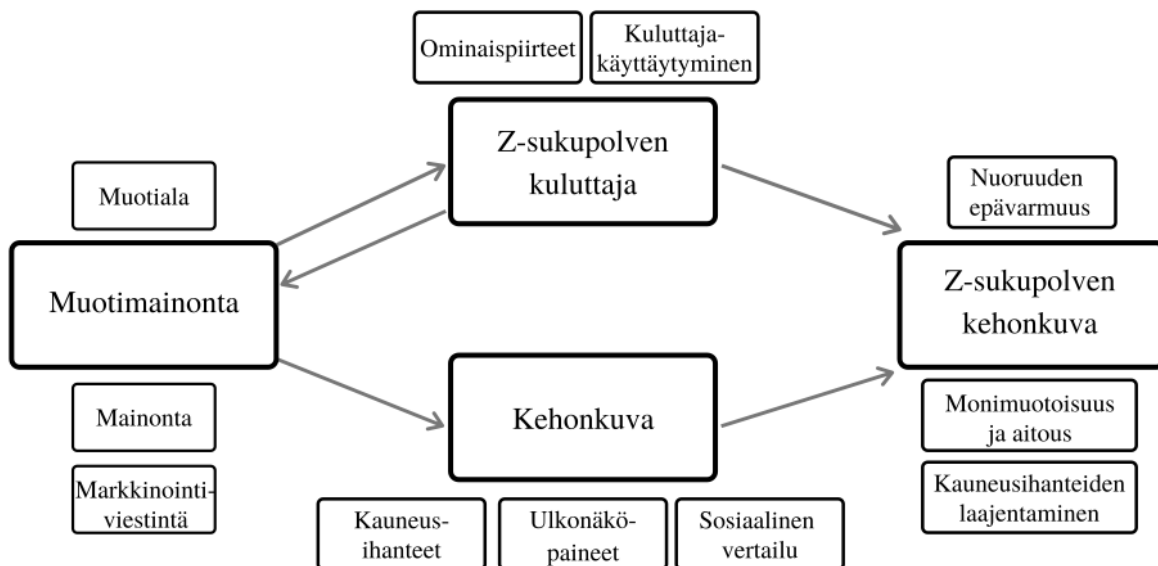 Ominaispiirteet
Kuluttaja-
käyttäytyminen
Z-sukupolven
kuluttaja
Muotiala
Nuoruuden
epävarmuus
Muotimainonta
Z-sukupolven
kehonkuva
Kehonkuva
Mainonta
Markkinointi-
viestintä
Monimuotoisuus
ja aitous
Kauneusihanteiden
laajentaminen
Kauneus-
ihanteet
Ulkonäkö-
paineet
Sosiaalinen
vertailu